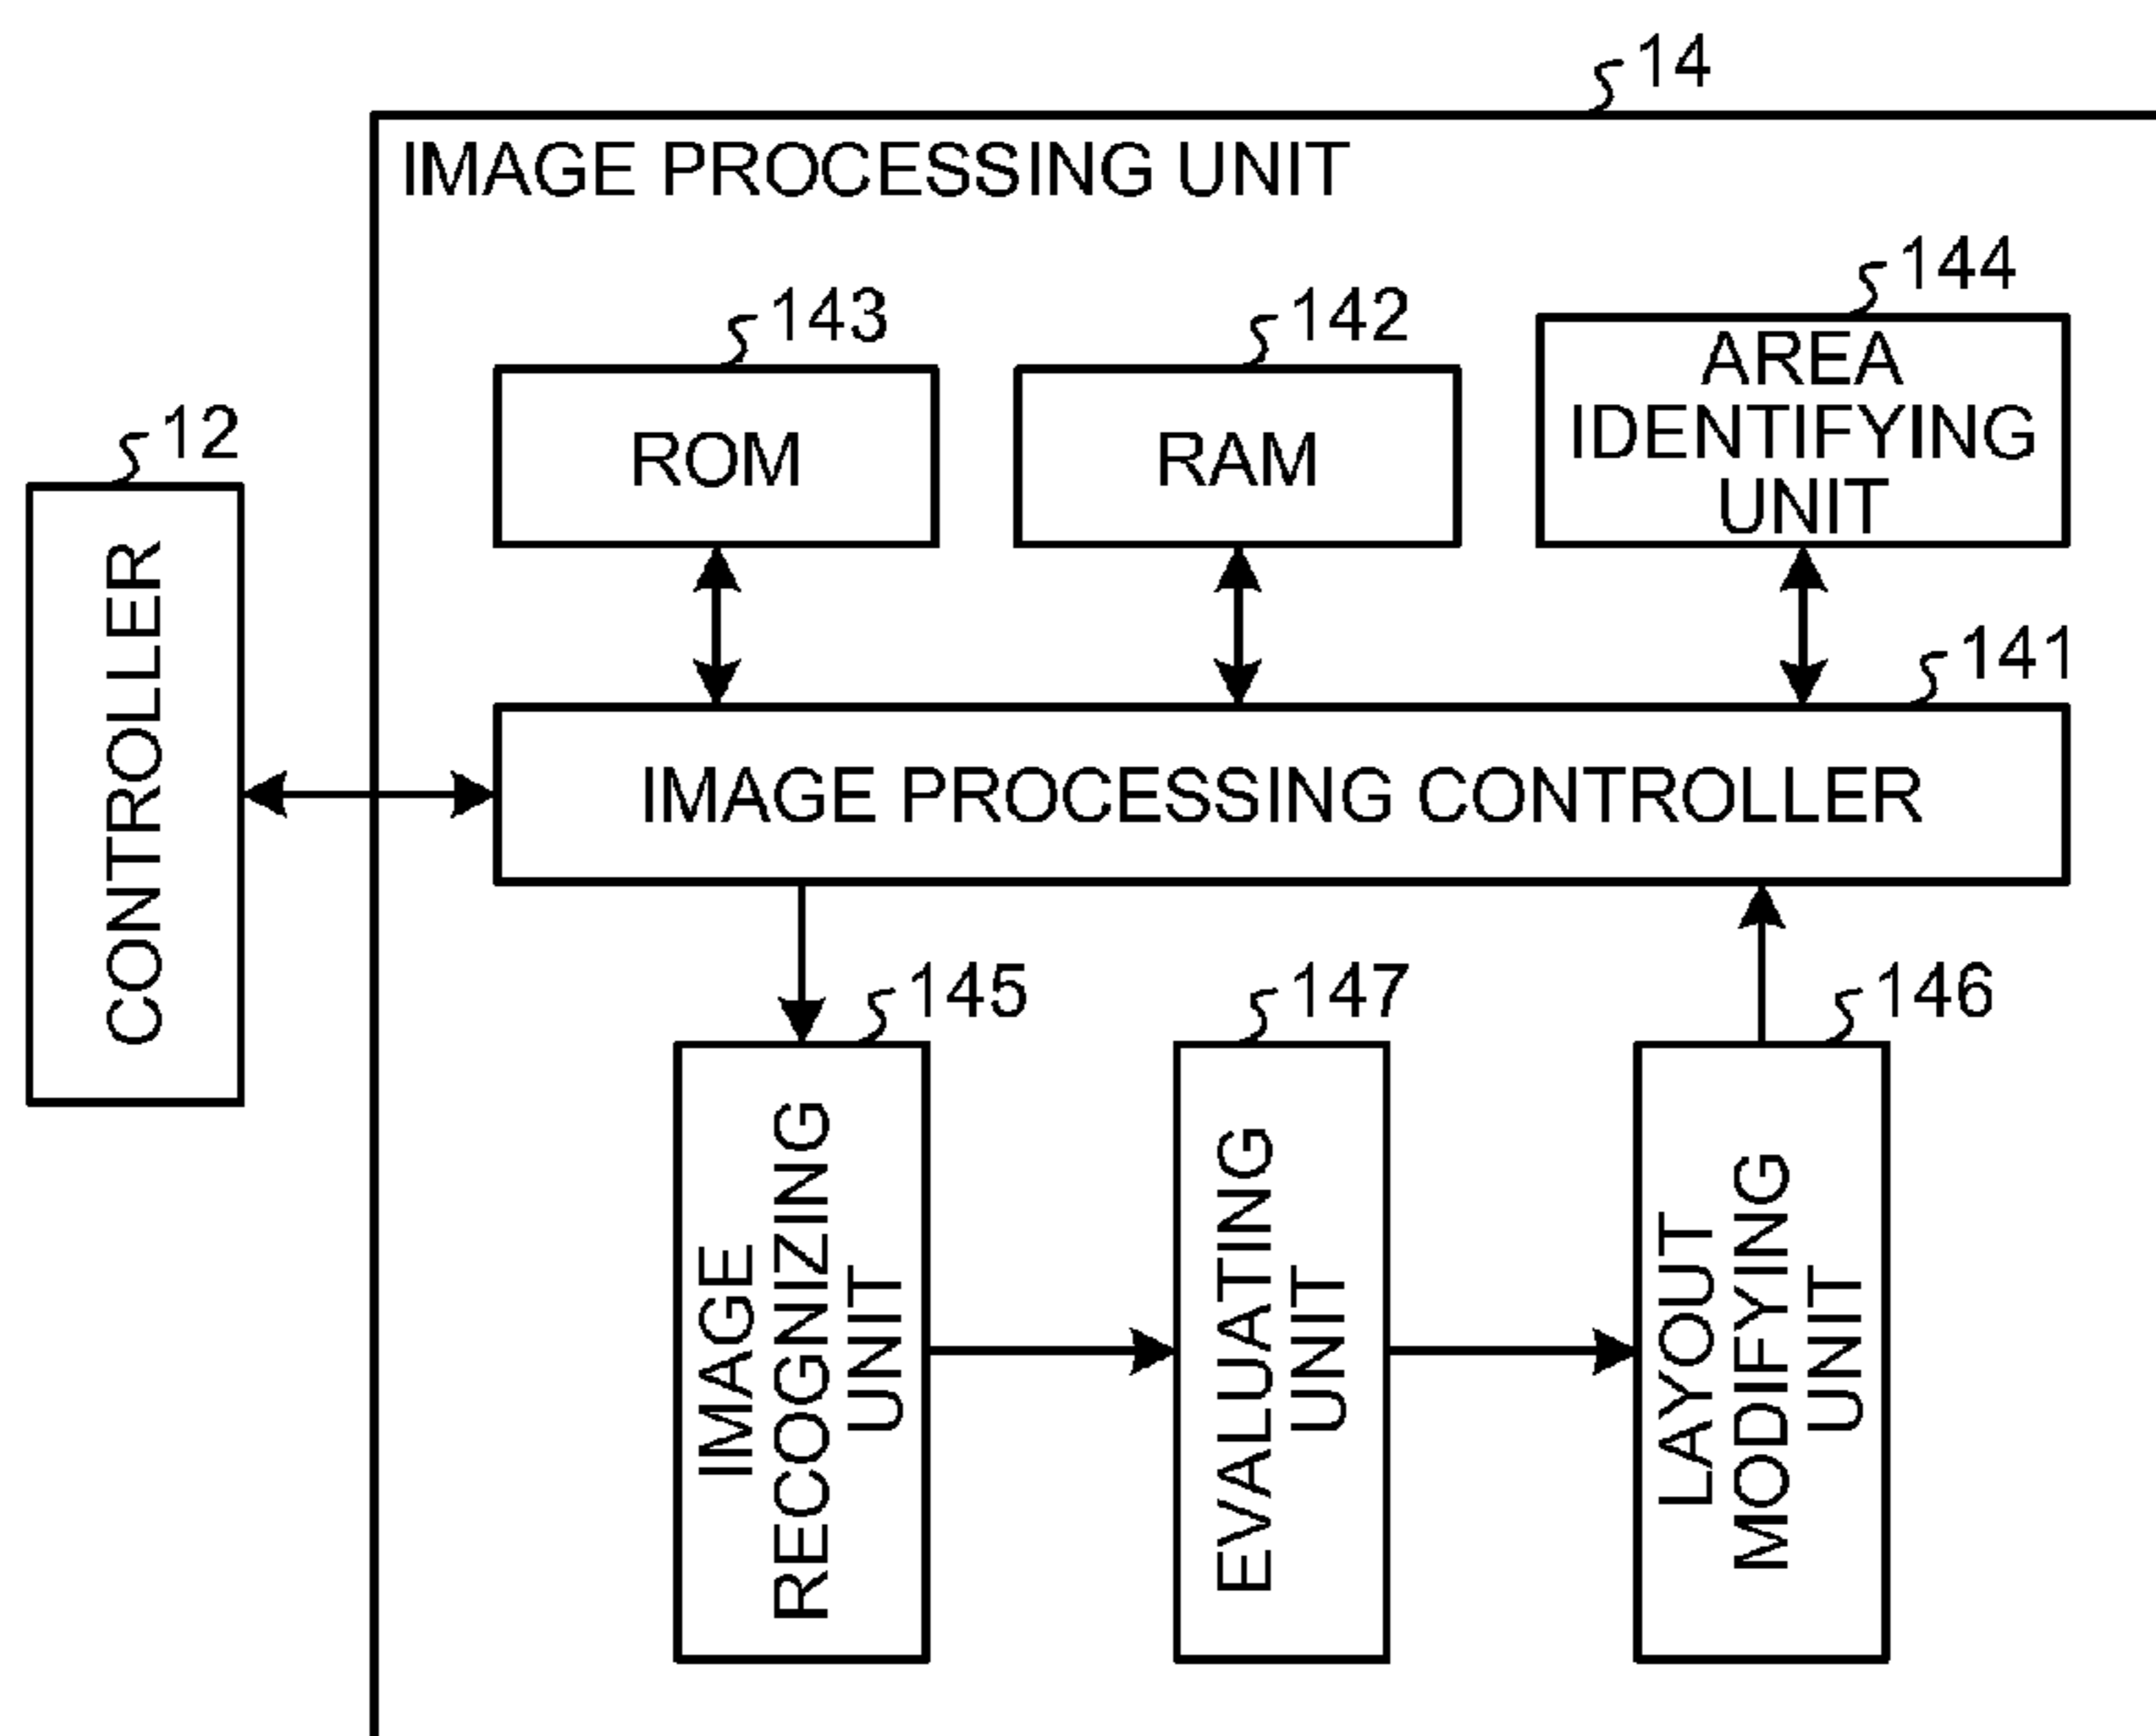 14
IMAGE PROCESSING UNIT
143
142
144
ROM
RAM
AREA
IDENTIFYING
UNIT
12
CONTROLLER
141
IMAGE PROCESSING CONTROLLER
145
147
146
IMAGE
RECOGNIZING
UNIT
EVALUATING
UNIT
LAYOUT
MODIFYING
UNIT